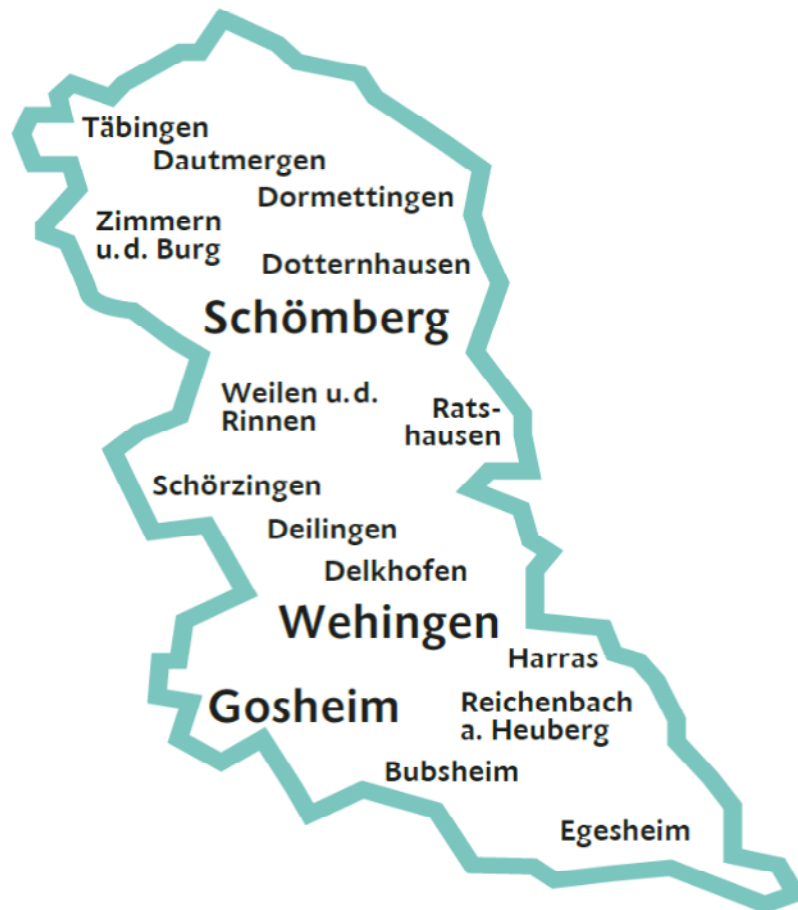 Täbingen
Dautmergen
Dormettingen
Zimmern
u.d. Burg
Dotternhausen
Schömberg
Weilen u.d.
Rinnen
Rats-
hausen
Schörzingen
Deilingen
Delkhofen
Wehingen
Harras
Gosheim
Reichenbach
a. Heuberg
Bubsheim
Egesheim